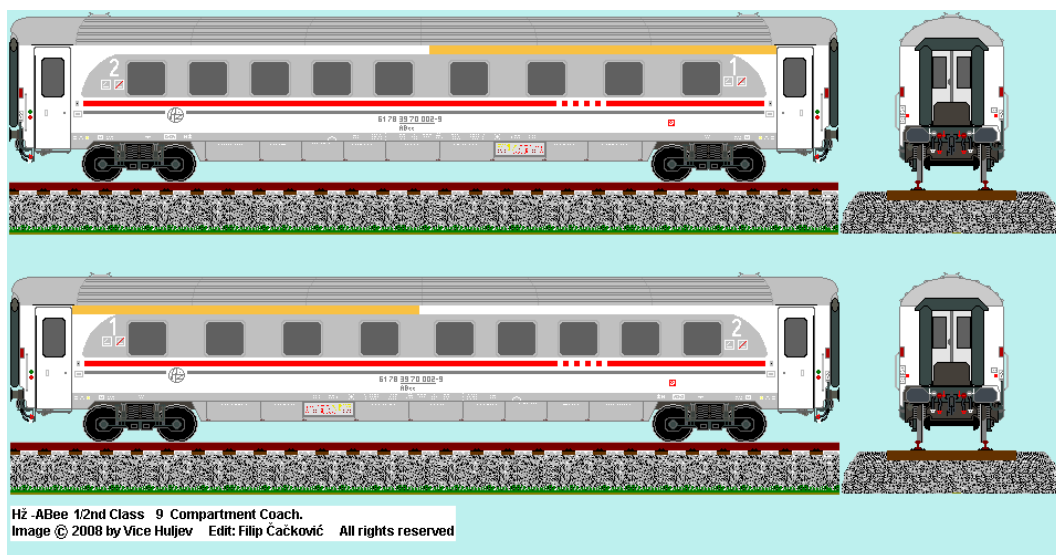 2 1
61 78 39 70 002-9
ABee
1 2
61 78 39 70 002-9
ABee
Hž -ABee 1/2nd Class 9 Compartment Coach.
Image © 2008 by Vice Huljev Edit: Filip Čačković All rights reserved